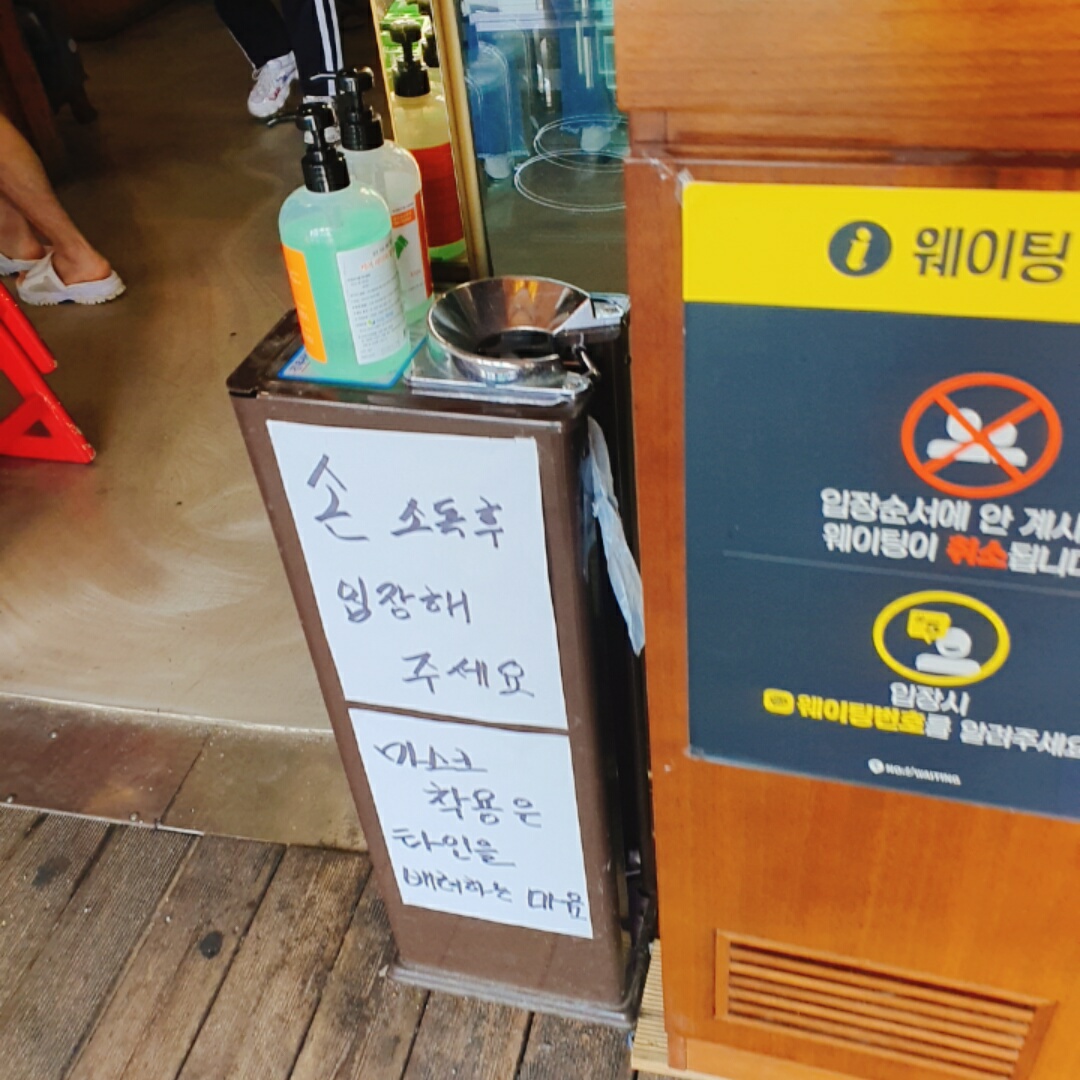 손 소독후
입장해
주세요
마스크
착용은
타인을
배려하는 마음
웨이팅
입장순서에 안 계시
웨이팅이 취소됩니다
입장시
웨이팅번호를 알려주세요